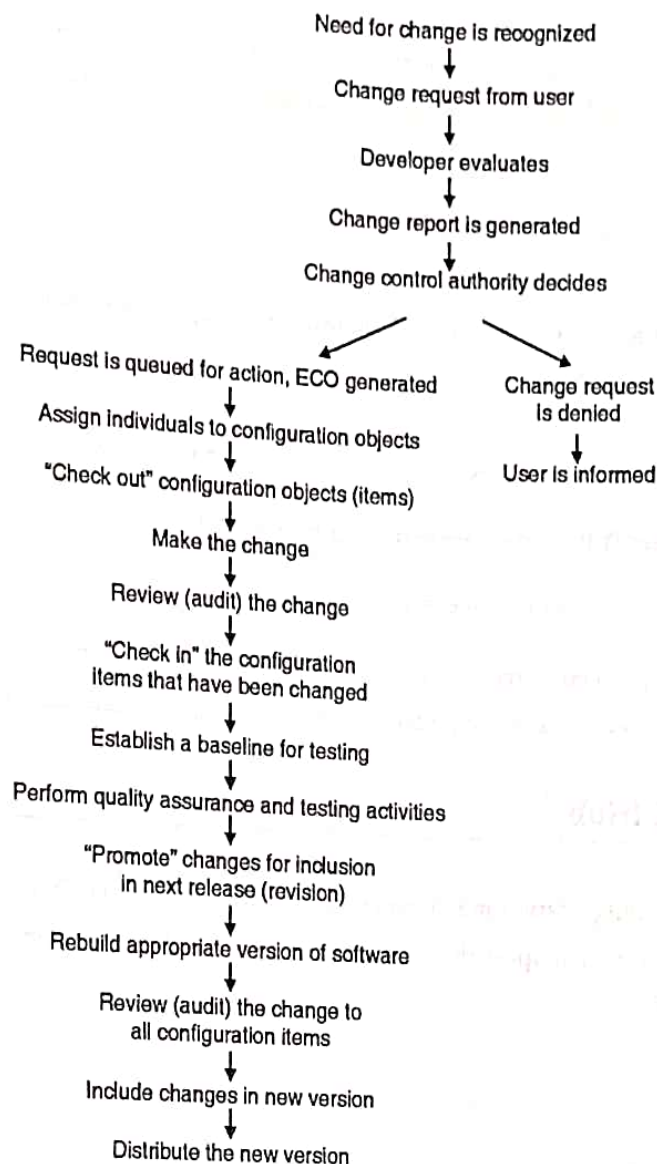 Need for change is recognized
Change request from user
Developer evaluates
Change report is generated
Change control authority decides
Request is queued for action, ECO generated
Assign individuals to configuration objects
"Check out" configuration objects (items)
Make the change
Review (audit) the change
"Check in" the configuration
items that have been changed
Establish a baseline for testing
Perform quality assurance and testing activities
"Promote" changes for inclusion
in next release (revision)
Rebuild appropriate version of software
Review (audit) the change to
all configuration items
Include changes in new version
Distribute the new version
Change request
is denied
User is informed